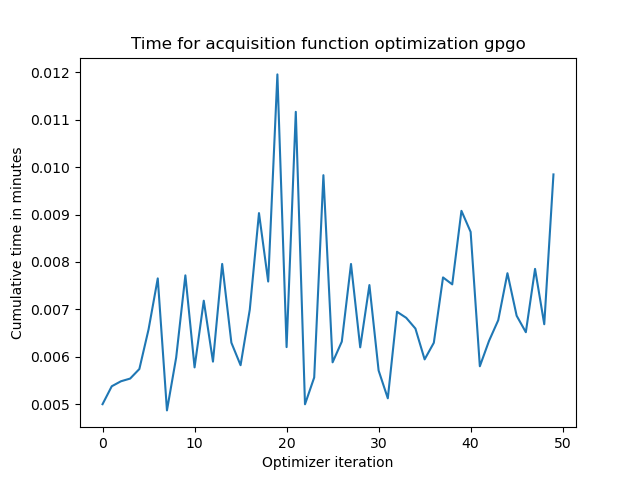 Time for acquisition function optimization gpgo
0.012
0.011
0.010
0.009
0.008
0.007
0.006
0.005
Cumulative time in minutes
0 10 20 30 40 50
Optimizer iteration